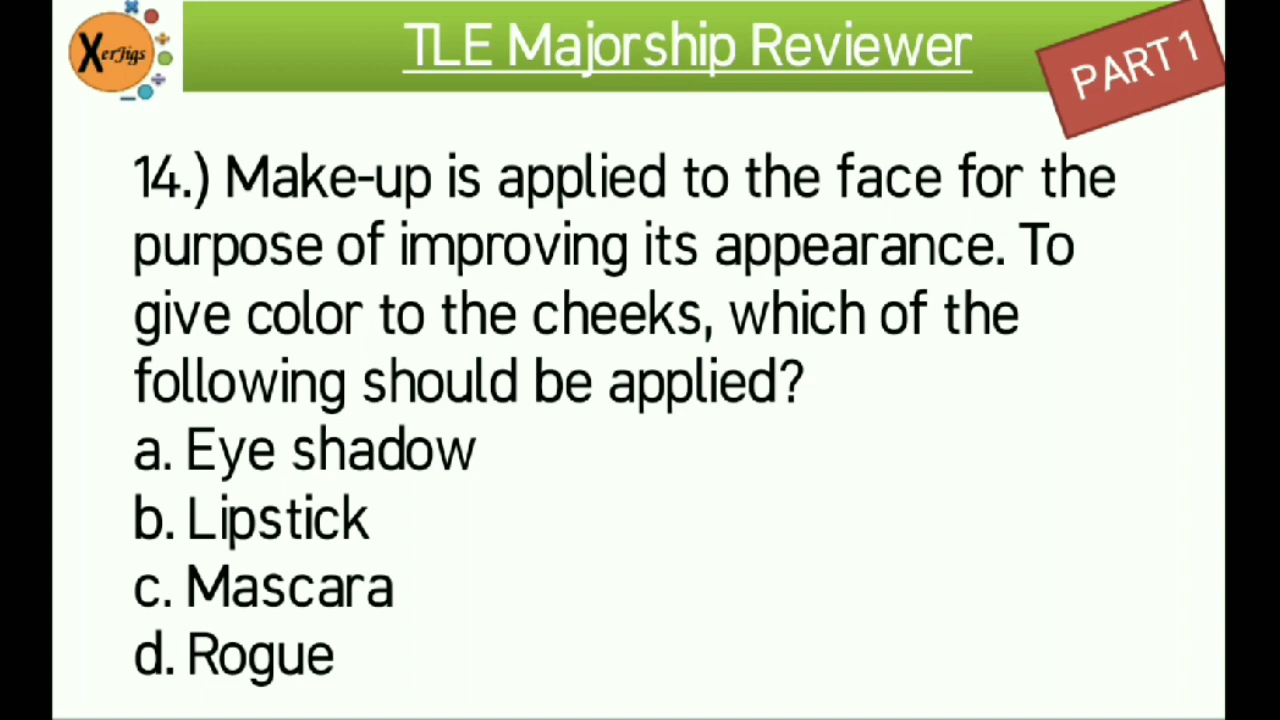 XerJigs
TLE Majorship Reviewer
PART 1
14.) Make-up is applied to the face for the
purpose of improving its appearance. To
give color to the cheeks, which of the
following should be applied?
a. Eye shadow
b. Lipstick
c. Mascara
d. Rogue